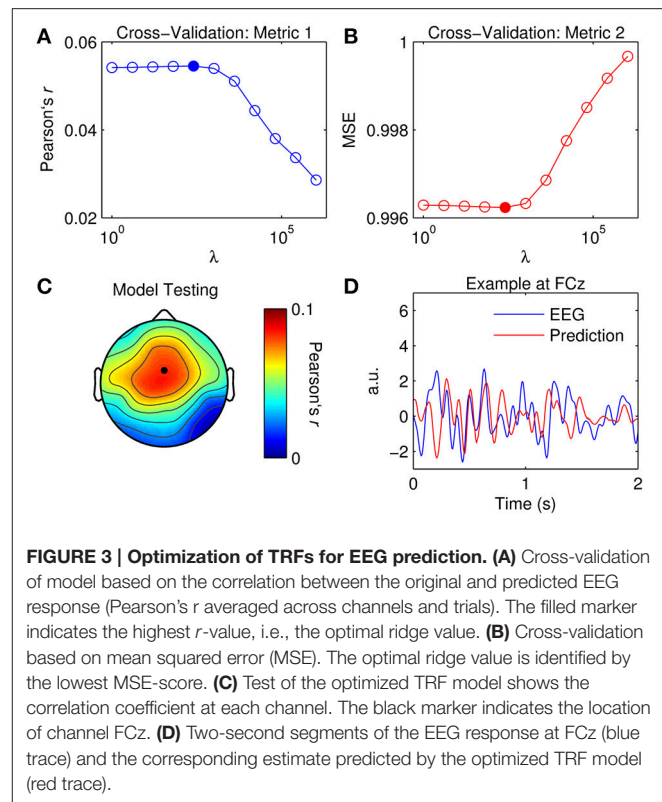 A
Cross-Validation: Metric 1
0.06
0.04
0.02
Pearson's r
10^0
10^5
λ
B
Cross-Validation: Metric 2
1
0.998
0.996
MSE
10^0
10^5
λ
C
Model Testing
0.1
0
Pearson's r
D
Example at FCz
EEG
Prediction
6
4
2
0
−2
a.u.
0
1
2
Time (s)
FIGURE 3 | Optimization of TRFs for EEG prediction. (A) Cross-validation
of model based on the correlation between the original and predicted EEG
response (Pearson's r averaged across channels and trials). The filled marker
indicates the highest r-value, i.e., the optimal ridge value. (B) Cross-validation
based on mean squared error (MSE). The optimal ridge value is identified by
the lowest MSE-score. (C) Test of the optimized TRF model shows the
correlation coefficient at each channel. The black marker indicates the location
of channel FCz. (D) Two-second segments of the EEG response at FCz (blue
trace) and the corresponding estimate predicted by the optimized TRF model
(red trace).